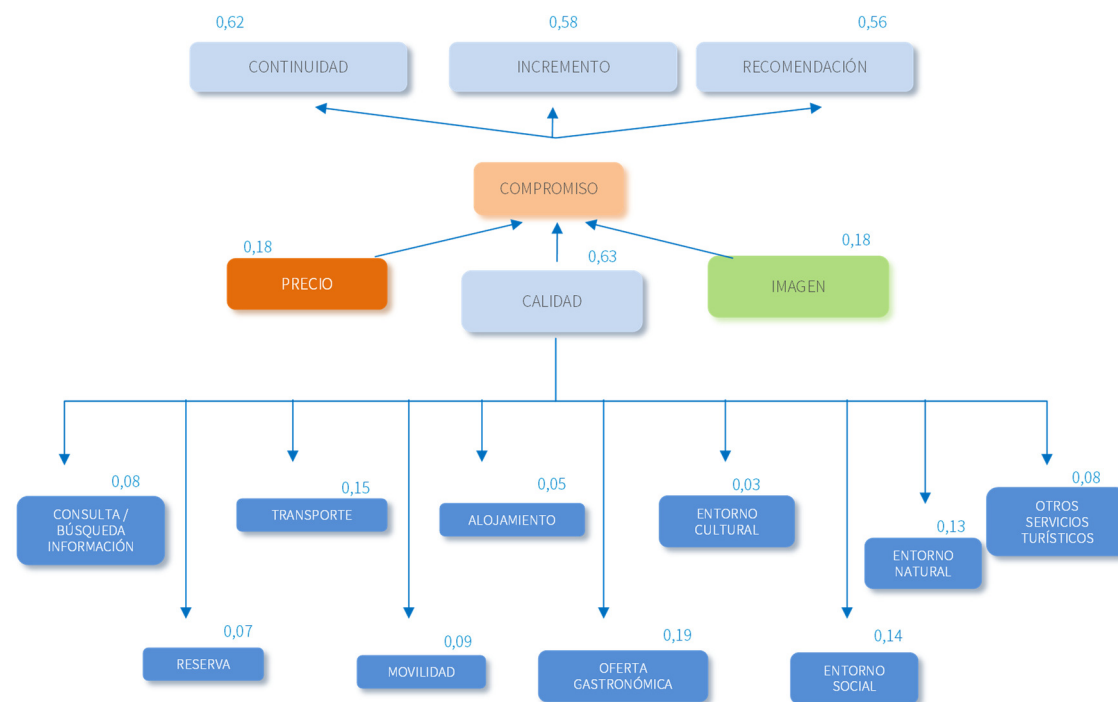 0,62
0,58
0,56
CONTINUIDAD
INCREMENTO
RECOMENDACIÓN
COMPROMISO
0,18
0,63
0,18
PRECIO
CALIDAD
IMAGEN
0,08
CONSULTA /
BÚSQUEDA
INFORMACIÓN
0,15
TRANSPORTE
0,05
ALOJAMIENTO
0,03
ENTORNO
CULTURAL
0,13
ENTORNO
NATURAL
0,08
OTROS
SERVICIOS
TURÍSTICOS
0,07
RESERVA
0,09
MOVILIDAD
0,19
OFERTA
GASTRONÓMICA
0,14
ENTORNO
SOCIAL